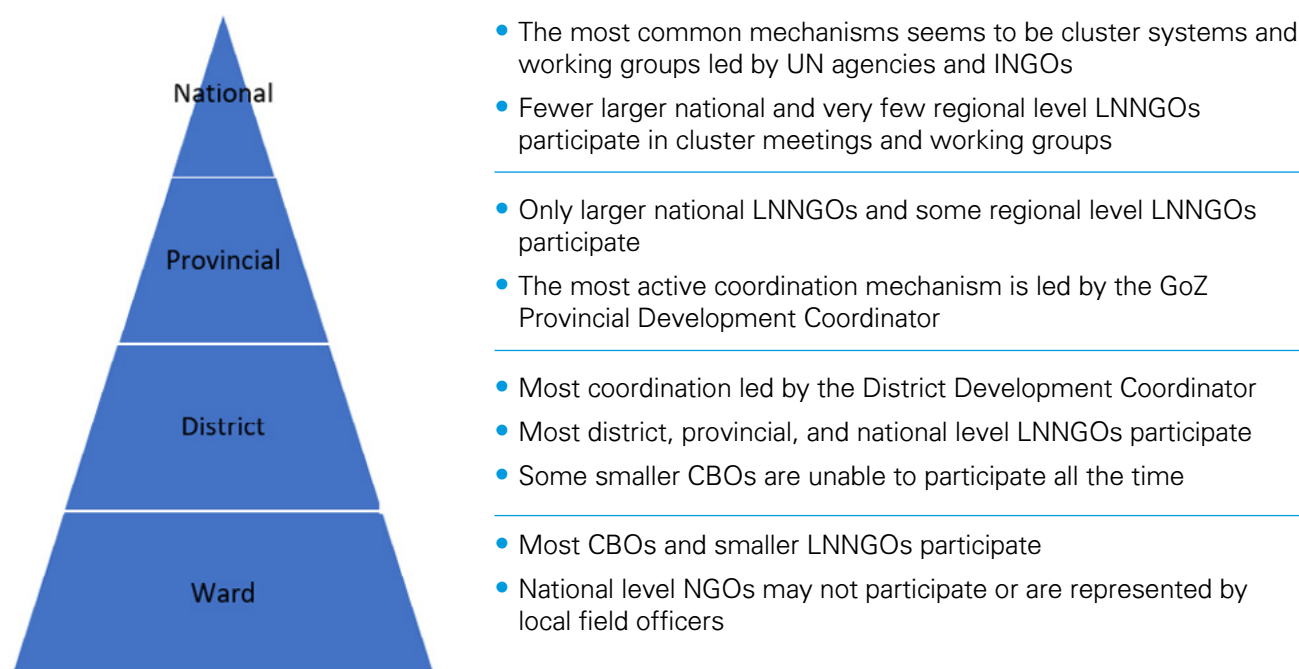 National
• The most common mechanisms seems to be cluster systems and
working groups led by UN agencies and INGOs
• Fewer larger national and very few regional level LNNGOs
participate in cluster meetings and working groups
Provincial
• Only larger national LNNGOs and some regional level LNNGOs
participate
• The most active coordination mechanism is led by the GoZ
Provincial Development Coordinator
District
• Most coordination led by the District Development Coordinator
• Most district, provincial, and national level LNNGOs participate
• Some smaller CBOs are unable to participate all the time
Ward
• Most CBOs and smaller LNNGOs participate
• National level NGOs may not participate or are represented by
local field officers